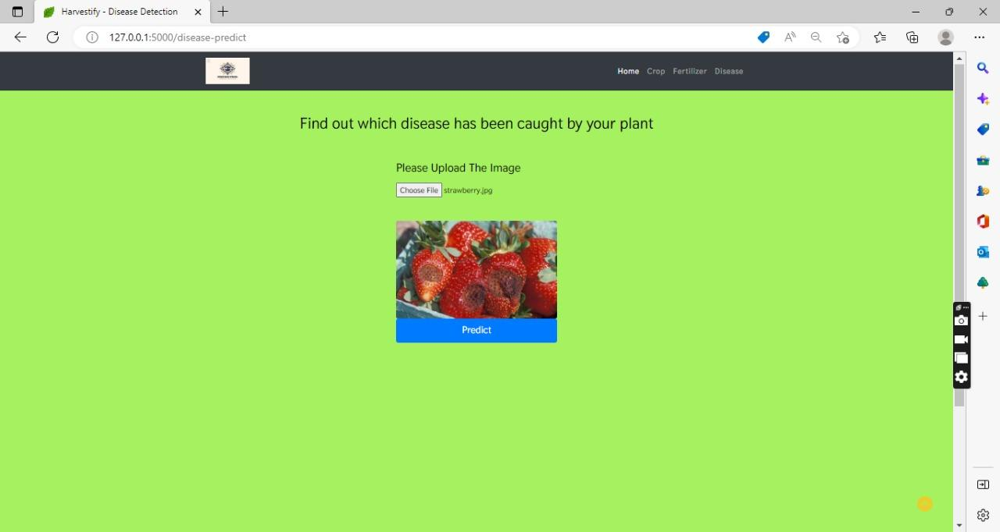 Harvestify - Disease Detection
127.0.0.1:5000/disease-predict
Home Crop Fertilizer Disease
Find out which disease has been caught by your plant
Please Upload The Image
Choose File strawberry.jpg
Predict